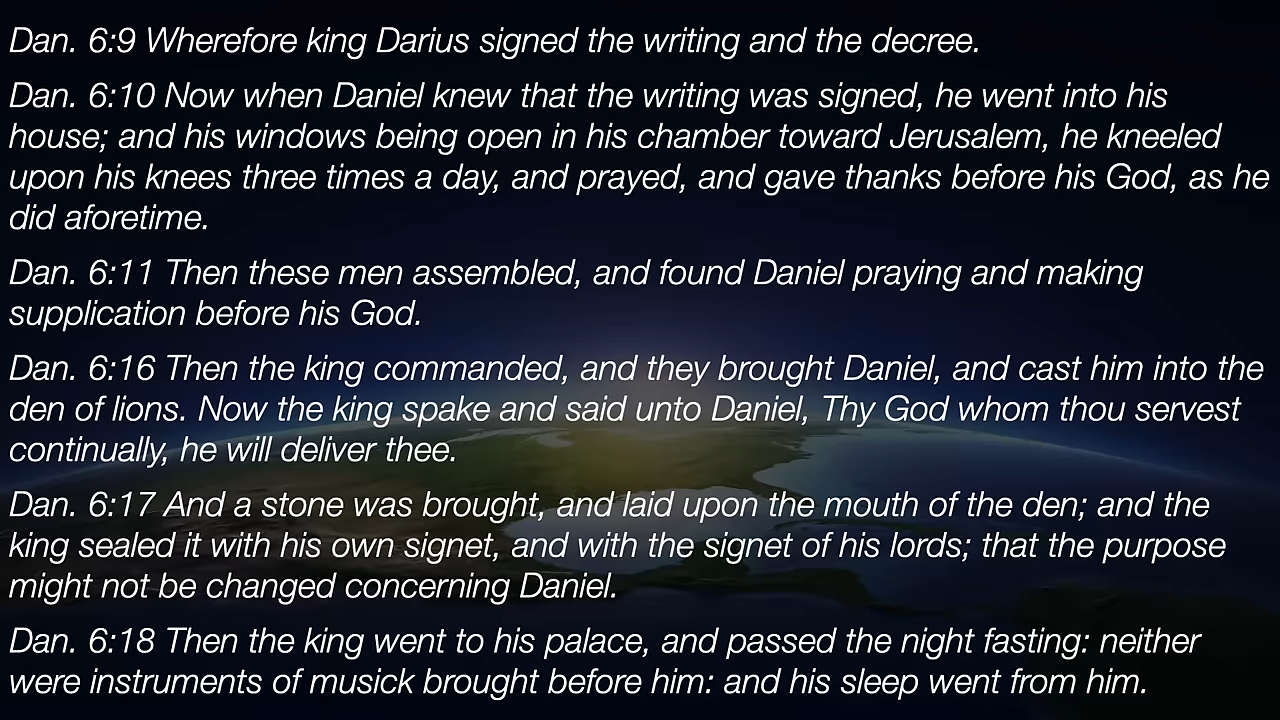 Dan. 6:9 Wherefore king Darius signed the writing and the decree.
Dan. 6:10 Now when Daniel knew that the writing was signed, he went into his
house; and his windows being open in his chamber toward Jerusalem, he kneeled
upon his knees three times a day, and prayed, and gave thanks before his God, as he
did aforetime.
Dan. 6:11 Then these men assembled, and found Daniel praying and making
supplication before his God.
Dan. 6:16 Then the king commanded, and they brought Daniel, and cast him into the
den of lions. Now the king spake and said unto Daniel, Thy God whom thou servest
continually, he will deliver thee.
Dan. 6:17 And a stone was brought, and laid upon the mouth of the den; and the
king sealed it with his own signet, and with the signet of his lords; that the purpose
might not be changed concerning Daniel.
Dan. 6:18 Then the king went to his palace, and passed the night fasting: neither
were instruments of musick brought before him: and his sleep went from him.